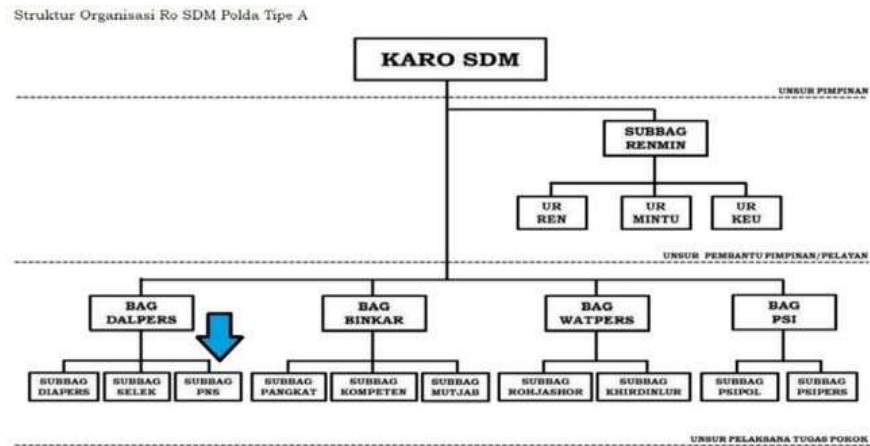 Struktur Organisasi Ro SDM Polda Tipe A
KARO SDM
UNSUR PIMPINAN
SUBBAG
RENMIN
UR
REN
UR
MINTU
UR
KEU
UNSUR PEMBANTU PIMPINAN/PELAYAN
BAG
DALPERS
BAG
BINKAR
BAG
WATPERS
BAG
PSI
SUBBAG
DIAPERS
SUBBAG
SELEK
SUBBAG
PNS
SUBBAG
PANGKAT
SUBBAG
KOMPETEN
SUBBAG
MUTJAB
SUBBAG
ROHJASHOR
SUBBAG
KHIRDINLUR
SUBBAG
PSIPOL
SUBBAG
PSIPERS
UNSUR PELAKSANA TUGAS POKOK